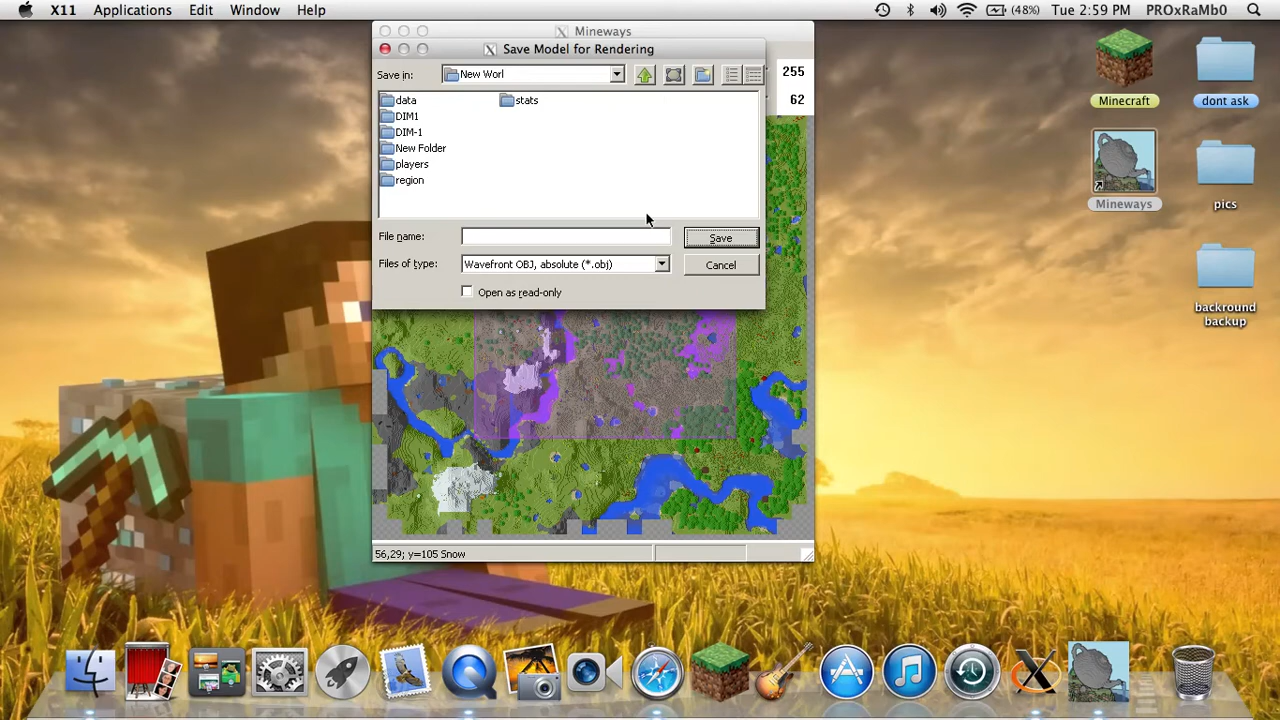 X11 Applications Edit Window Help
(48%) Tue 2:59 PM PROxRaMb0
Mineways
Save Model for Rendering
Save in: New Worl
255
62
data
stats
DIM1
DIM-1
New Folder
players
region
File name:
Save
Files of type: Wavefront OBJ, absolute (*.obj)
Cancel
Open as read-only
56,29; y=105 Snow
Minecraft
dont ask
Mineways
pics
backround
backup